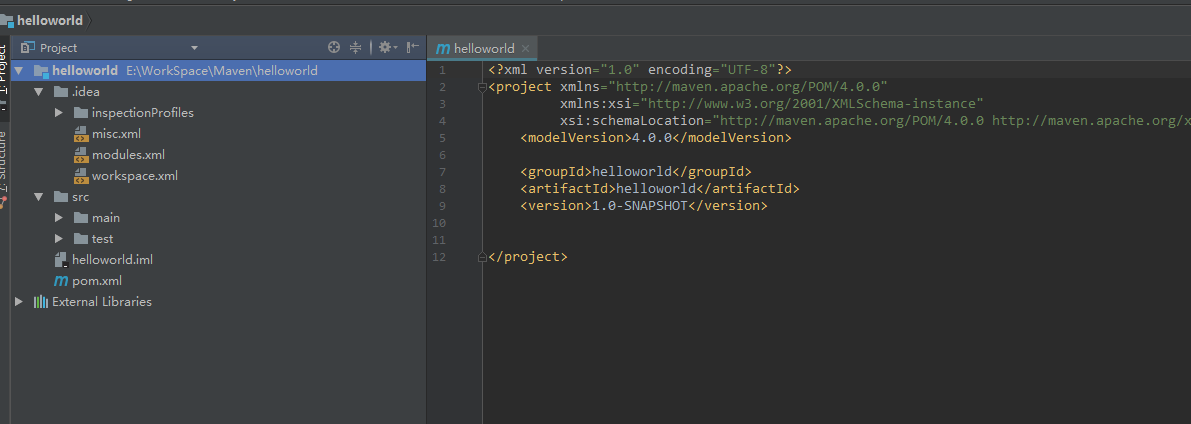 helloworld
Project
helloworld E:\WorkSpace\Maven\helloworld
.idea
inspectionProfiles
misc.xml
modules.xml
workspace.xml
src
main
test
helloworld.iml
pom.xml
External Libraries
1: Project
7: Structure
helloworld
1 <?xml version="1.0" encoding="UTF-8"?>
2 <project xmlns="http://maven.apache.org/POM/4.0.0"
3 xmlns:xsi="http://www.w3.org/2001/XMLSchema-instance"
4 xsi:schemaLocation="http://maven.apache.org/POM/4.0.0 http://maven.apache.org/x
5 <modelVersion>4.0.0</modelVersion>
6
7 <groupId>helloworld</groupId>
8 <artifactId>helloworld</artifactId>
9 <version>1.0-SNAPSHOT</version>
10
11
12 </project>